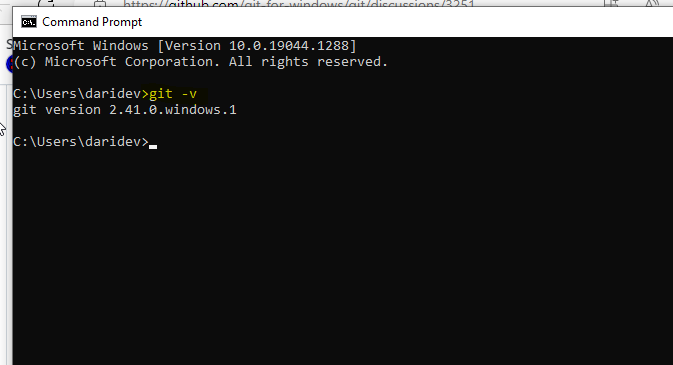 https://github.com/git-for-windows/git/discussions/3251
Command Prompt
Microsoft Windows [Version 10.0.19044.1288]
(c) Microsoft Corporation. All rights reserved.
C:\Users\daridev>git -v
git version 2.41.0.windows.1
C:\Users\daridev>